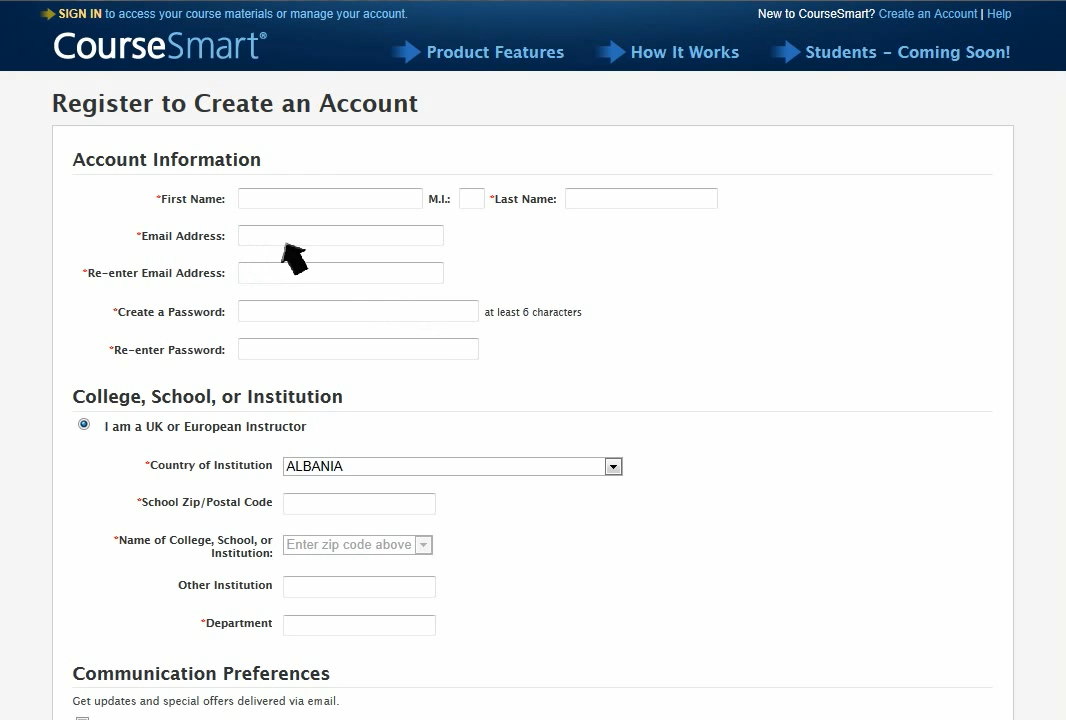 SIGN IN to access your course materials or manage your account.
New to CourseSmart? Create an Account | Help
CourseSmart®
Product Features
How It Works
Students - Coming Soon!
Register to Create an Account
Account Information
*First Name:
M.I.:
*Last Name:
*Email Address:
*Re-enter Email Address:
*Create a Password:
at least 6 characters
*Re-enter Password:
College, School, or Institution
I am a UK or European Instructor
*Country of Institution
ALBANIA
*School Zip/Postal Code
*Name of College, School, or
Institution:
Enter zip code above
Other Institution
*Department
Communication Preferences
Get updates and special offers delivered via email.